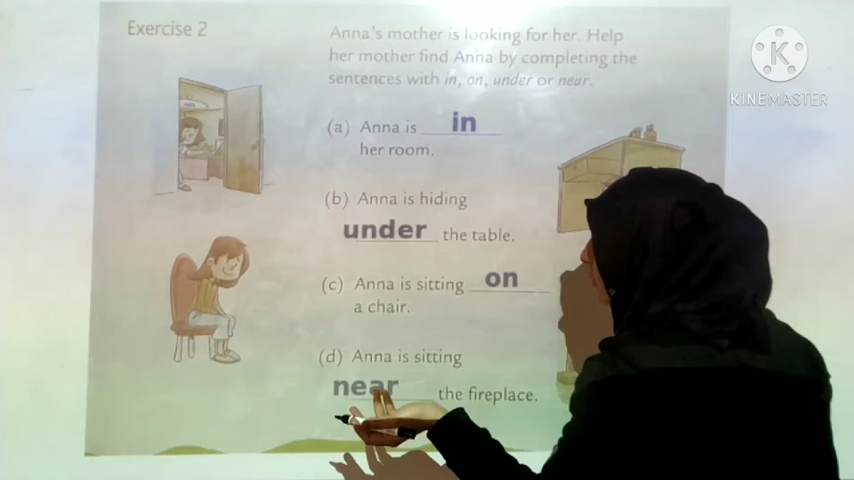 Exercise 2
Anna's mother is looking for her. Help
her mother find Anna by completing the
sentences with in, on, under or near.
(a) Anna is in
her room.
(b) Anna is hiding
under the table.
(c) Anna is sitting on
a chair.
(d) Anna is sitting
near the fireplace.
K
KINEMASTER